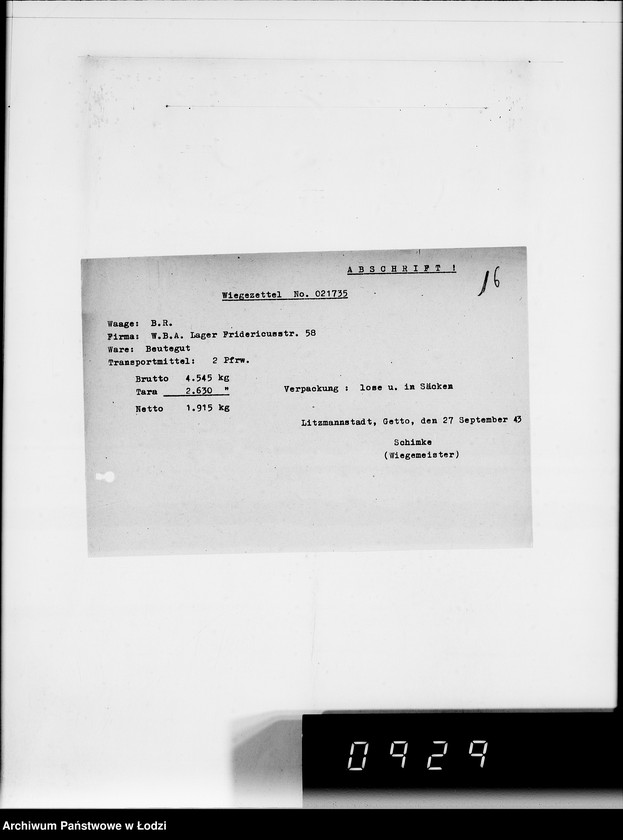 A B S C H R I F T !
16
Wiegezettel No. 021735
Waage: B.R.
Firma: W.B.A. Lager Fridericusstr. 58
Ware: Beutegut
Transportmittel: 2 Pfrw.
Brutto 4.545 kg
Tara 2.630 "
Verpackung : lose u. in Säcken
Netto 1.915 kg
Litzmannstadt, Getto, den 27 September 43
Schimke
(Wiegemeister)
0929
Archiwum Państwowe w Łodzi